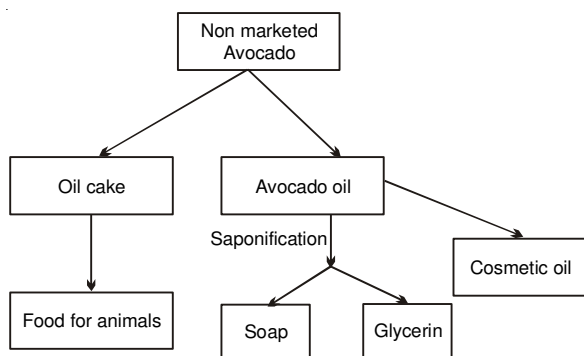 Non marketed
Avocado
Oil cake
Avocado oil
Saponification
Cosmetic oil
Food for animals
Soap
Glycerin